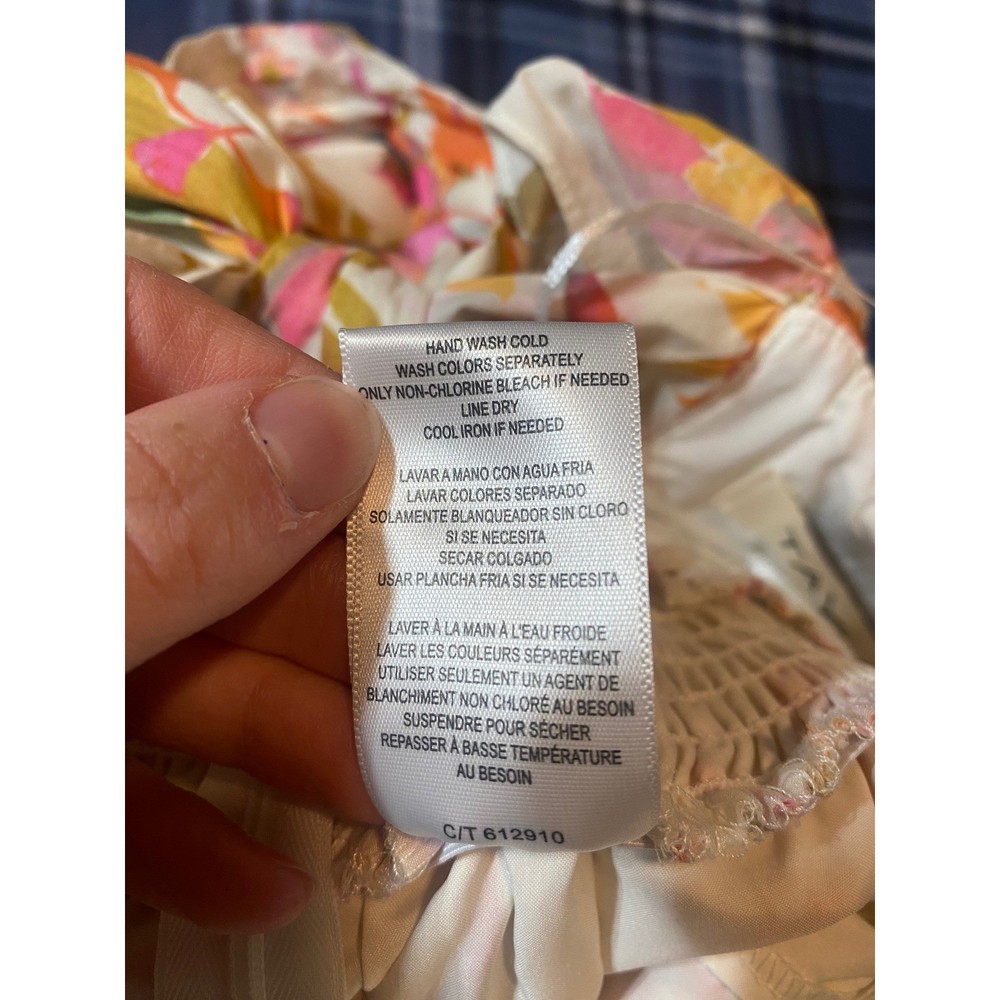 HAND WASH COLD
WASH COLORS SEPARATELY
ONLY NON-CHLORINE BLEACH IF NEEDED
LINE DRY
COOL IRON IF NEEDED
LAVAR A MANO CON AGUA FRIA
LAVAR COLORES SEPARADO
SOLAMENTE BLANQUEADOR SIN CLORO
SI SE NECESITA
SECAR COLGADO
USAR PLANCHA FRIA SI SE NECESITA
LAVER À LA MAIN À L'EAU FROIDE
LAVER LES COULEURS SÉPARÉMENT
UTILISER SEULEMENT UN AGENT DE
BLANCHIMENT NON CHLORÉ AU BESOIN
SUSPENDRE POUR SÉCHER
REPASSER À BASSE TEMPÉRATURE
AU BESOIN
C/T 612910